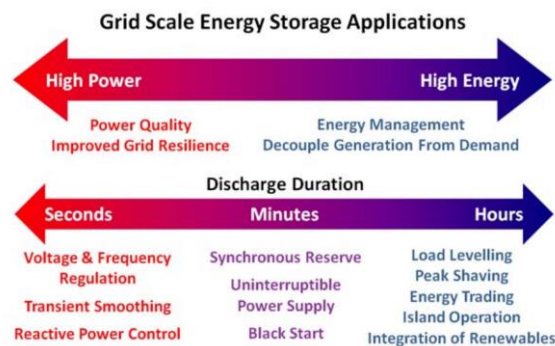 Grid Scale Energy Storage Applications
High Power
High Energy
Power Quality
Improved Grid Resilience
Energy Management
Decouple Generation From Demand
Discharge Duration
Seconds
Minutes
Hours
Voltage & Frequency
Regulation
Transient Smoothing
Reactive Power Control
Synchronous Reserve
Uninterruptible
Power Supply
Black Start
Load Levelling
Peak Shaving
Energy Trading
Island Operation
Integration of Renewables